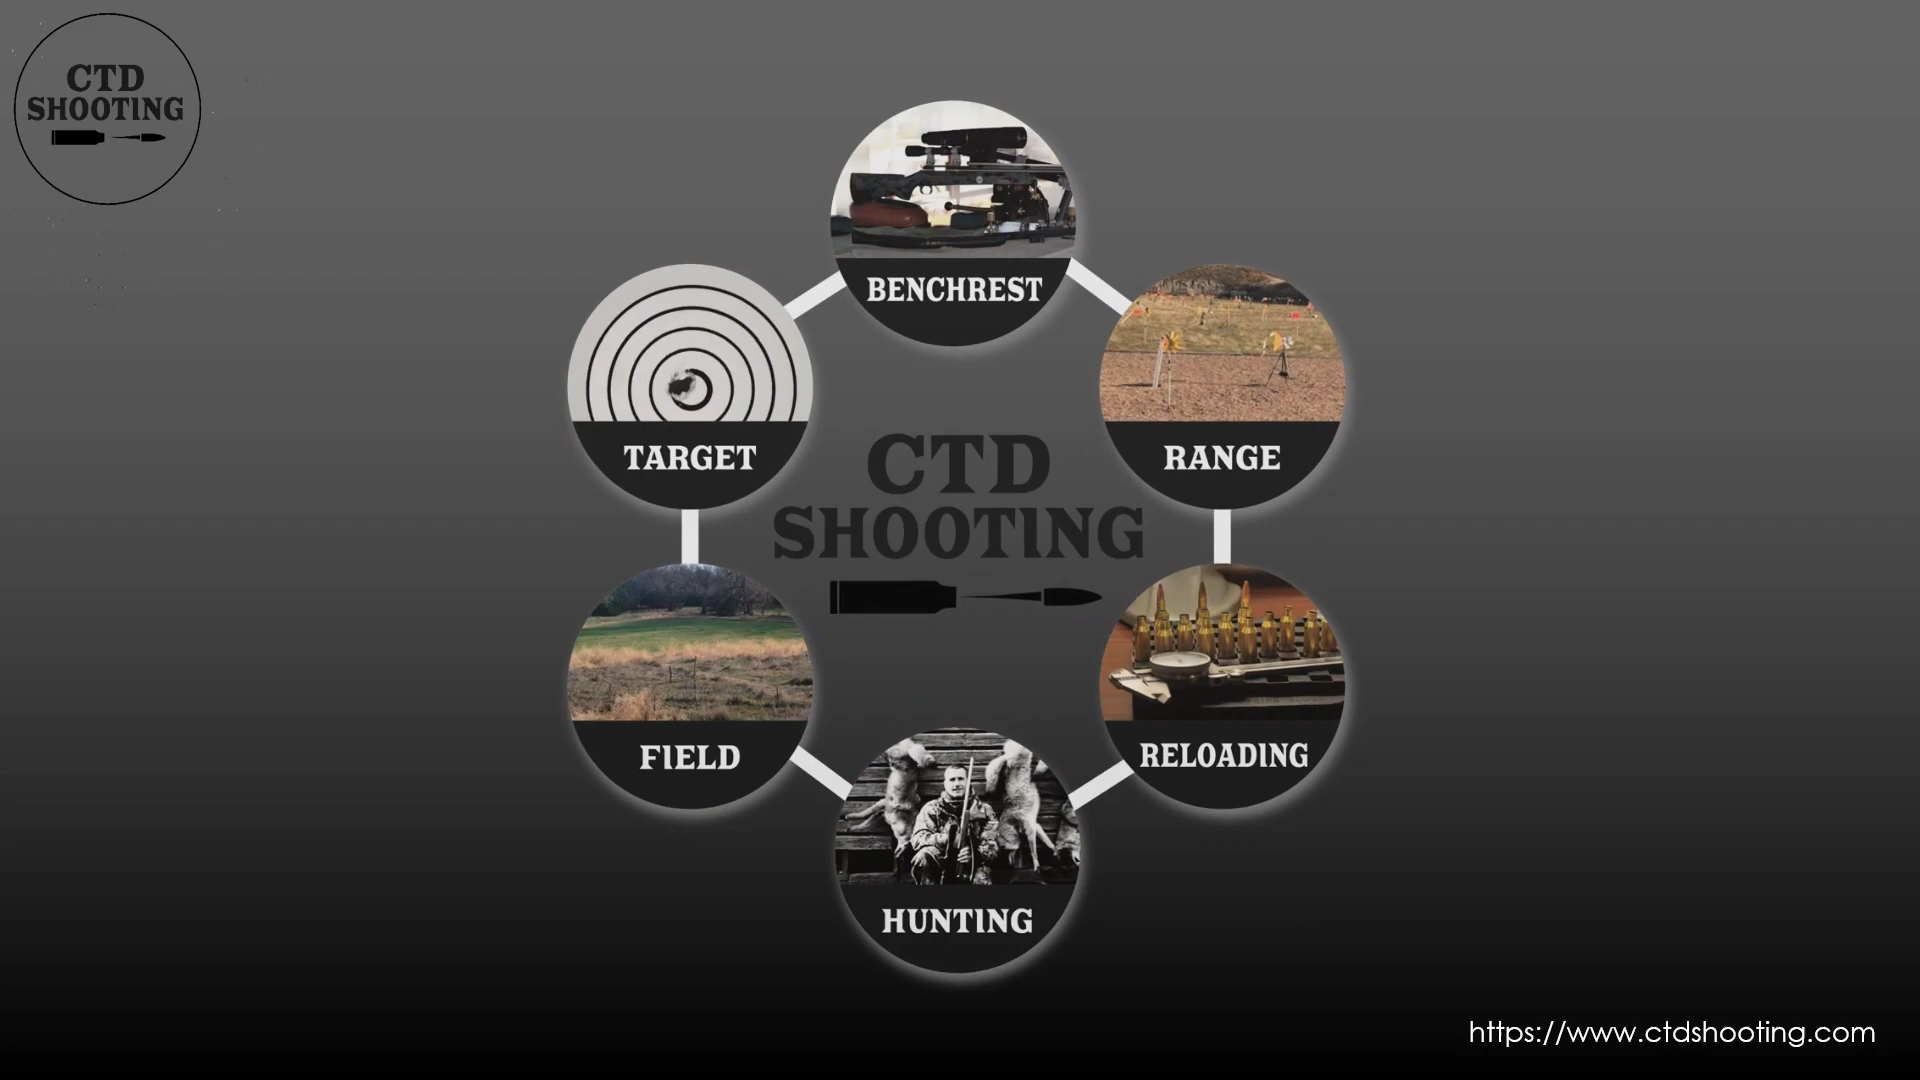 CTD
SHOOTING
BENCHREST
TARGET
RANGE
CTD
SHOOTING
FIELD
RELOADING
HUNTING
https://www.ctdshooting.com